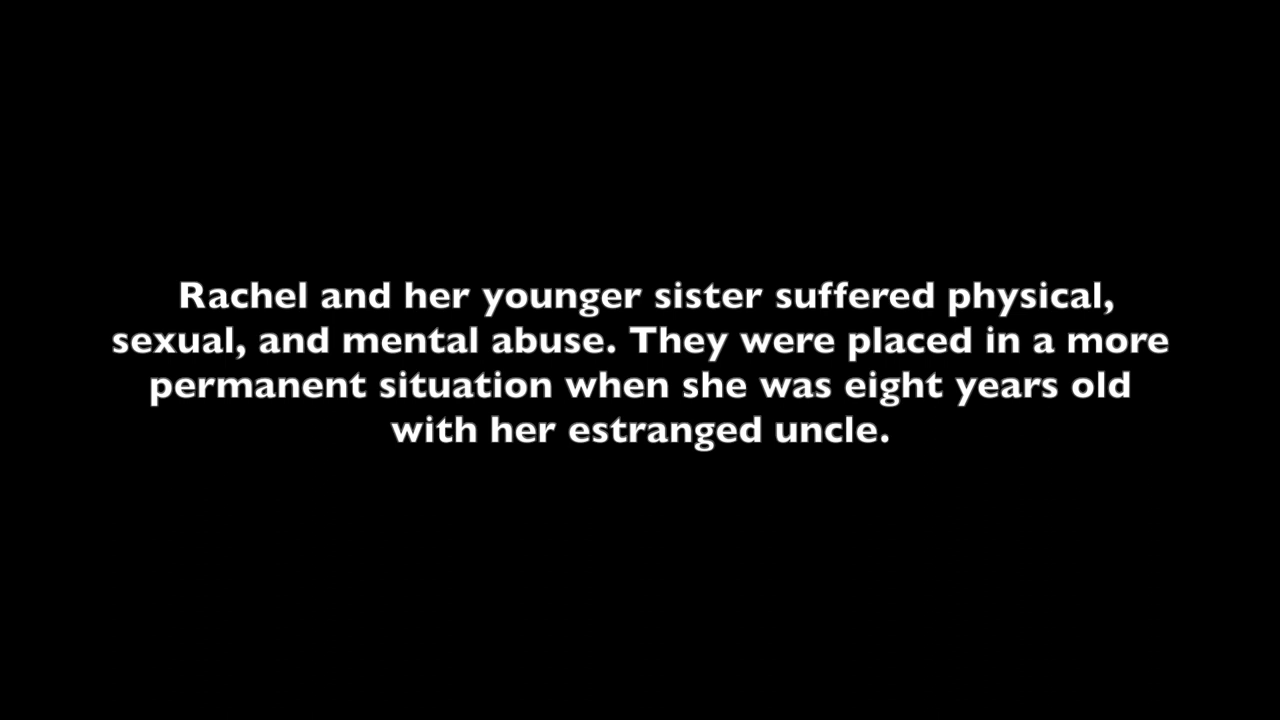 Rachel and her younger sister suffered physical,
sexual, and mental abuse. They were placed in a more
permanent situation when she was eight years old
with her estranged uncle.